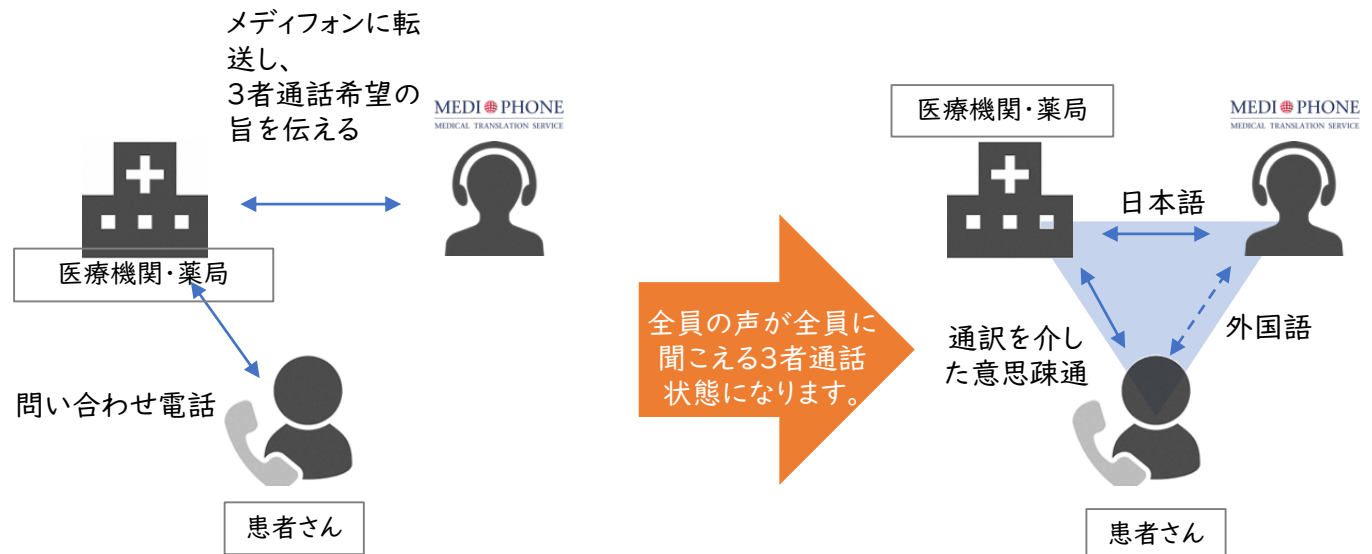 メディフォンに転
送し、
3者通話希望の
旨を伝える
MEDI PHONE
MEDICAL TRANSLATION SERVICE
医療機関・薬局
問い合わせ電話
患者さん
全員の声が全員に
聞こえる3者通話
状態になります。
医療機関・薬局
MEDI PHONE
MEDICAL TRANSLATION SERVICE
日本語
通訳を介し
た意思疎通
外国語
患者さん